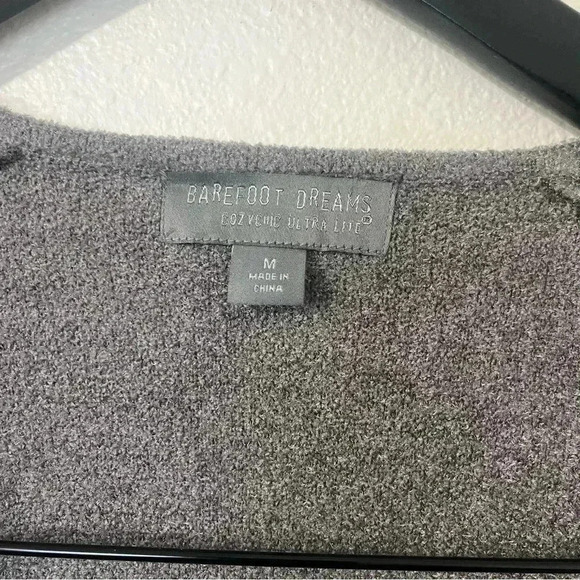 BAREFOOT DREAMS®
COZYCHIC ULTRA LITE
M
MADE IN
CHINA